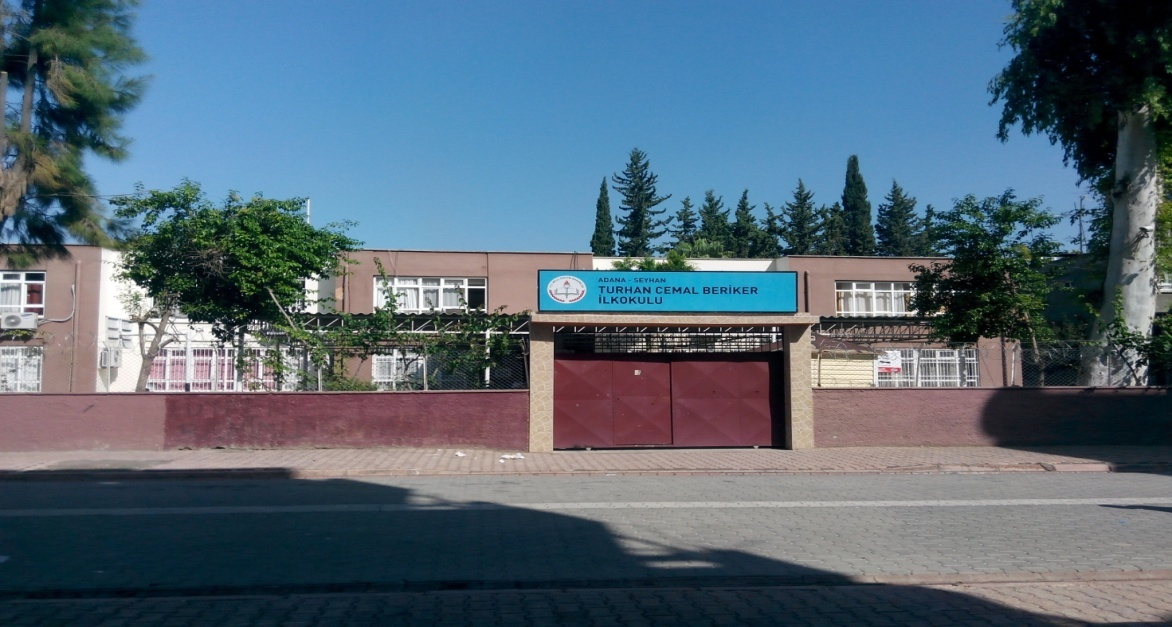 ADANA - SEYHAN
TURHAN CEMAL BERİKER
İLKOKULU